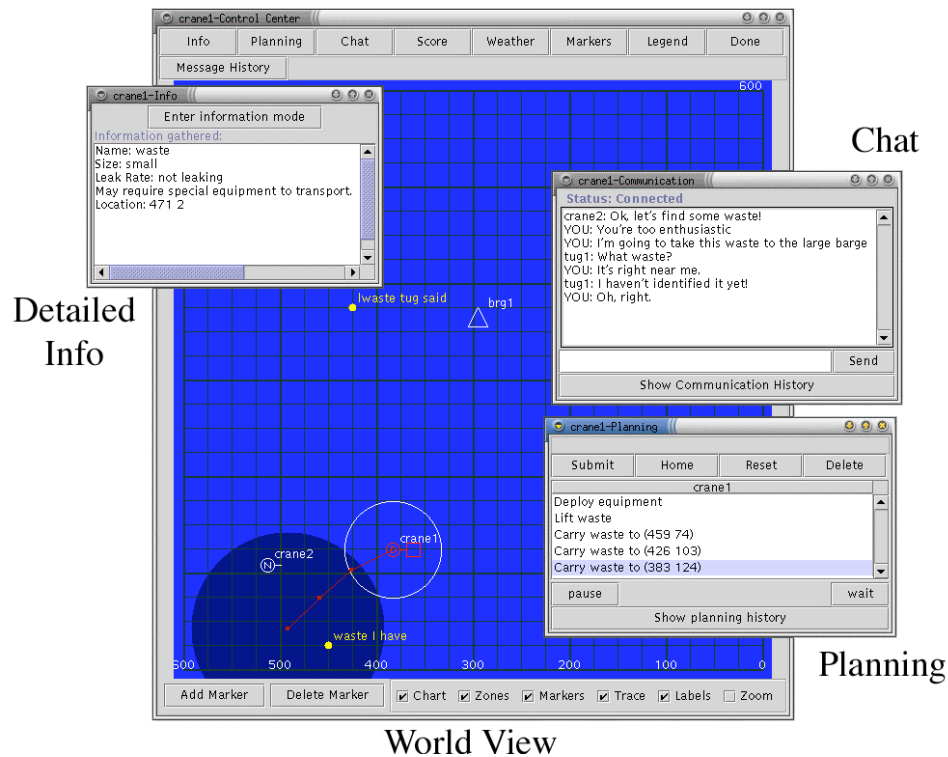 crane1-Control Center
Info Planning Chat Score Weather Markers Legend Done
Message History
600
crane1-Info
Enter information mode
Information gathered:
Name: waste
Size: small
Leak Rate: not leaking
May require special equipment to transport.
Location: 471 2
Detailed
Info
Chat
crane1-Communication
Status: Connected
crane2: Ok, let's find some waste!
YOU: You're too enthusiastic
YOU: I'm going to take this waste to the large barge
tug1: What waste?
YOU: It's right near me.
tug1: I haven't identified it yet!
YOU: Oh, right.
Send
Show Communication History
lwaste tug said
brg1
crane1-Planning
Submit Home Reset Delete
crane1
Deploy equipment
Lift waste
Carry waste to (459 74)
Carry waste to (426 103)
Carry waste to (383 124)
pause wait
Show planning history
Planning
crane1
D
crane2
N
waste I have
600 500 400 300 200 100 0
Add Marker Delete Marker Chart Zones Markers Trace Labels Zoom
World View